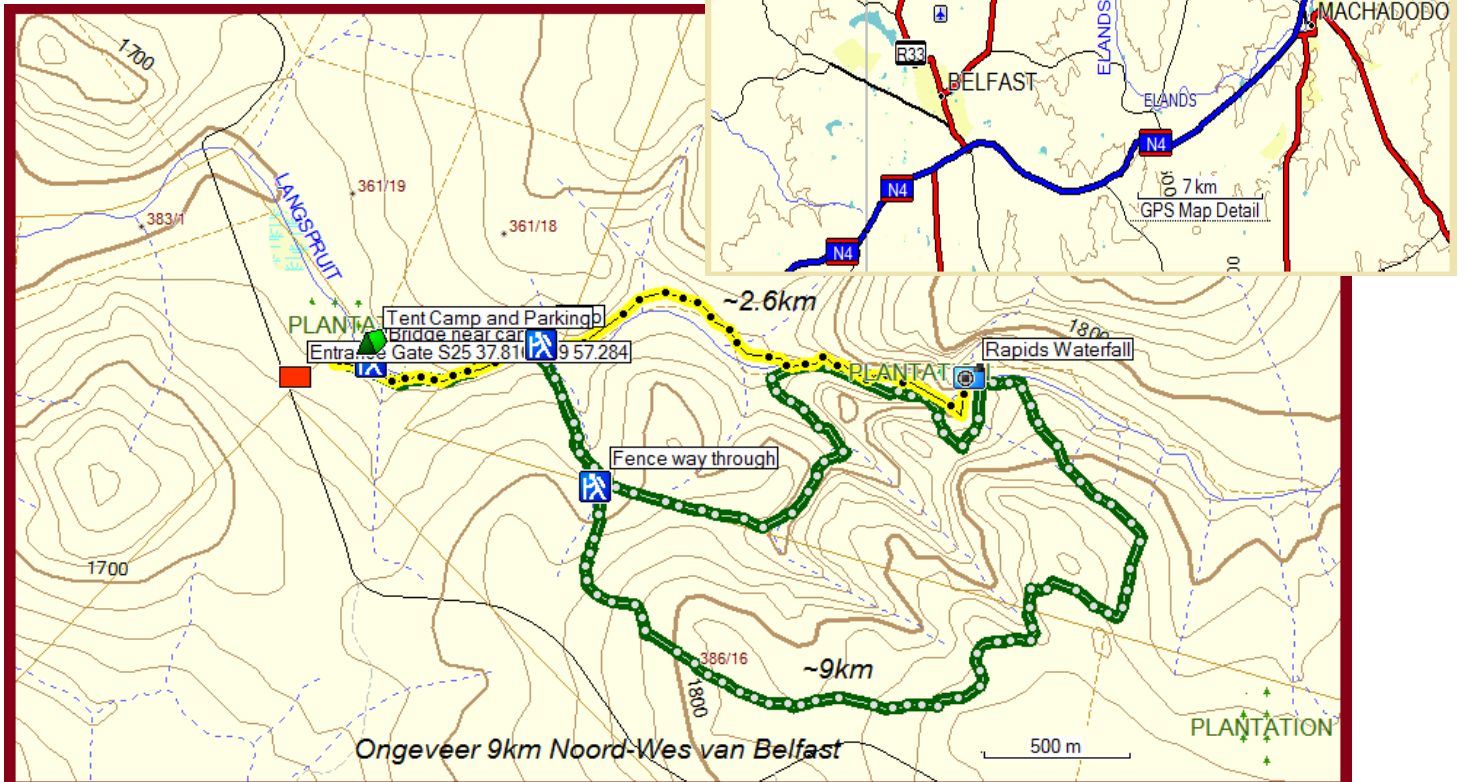 MACHADODO
ELANDS
R33
BELFAST
ELANDS
N4
N4
7 km
GPS Map Detail
N4
1700
361/19
LANGSPRUIT
383/1
361/18
~2.6km
Tent Camp and Parking
Bridge near
1800
PLANTA
Entrance Gate S25 37.81 9 57.284
Rapids Waterfall
PLANTAT
Fence way through
1700
386/16
~9km
1800
PLANTATION
Ongeveer 9km Noord-Wes van Belfast
500 m